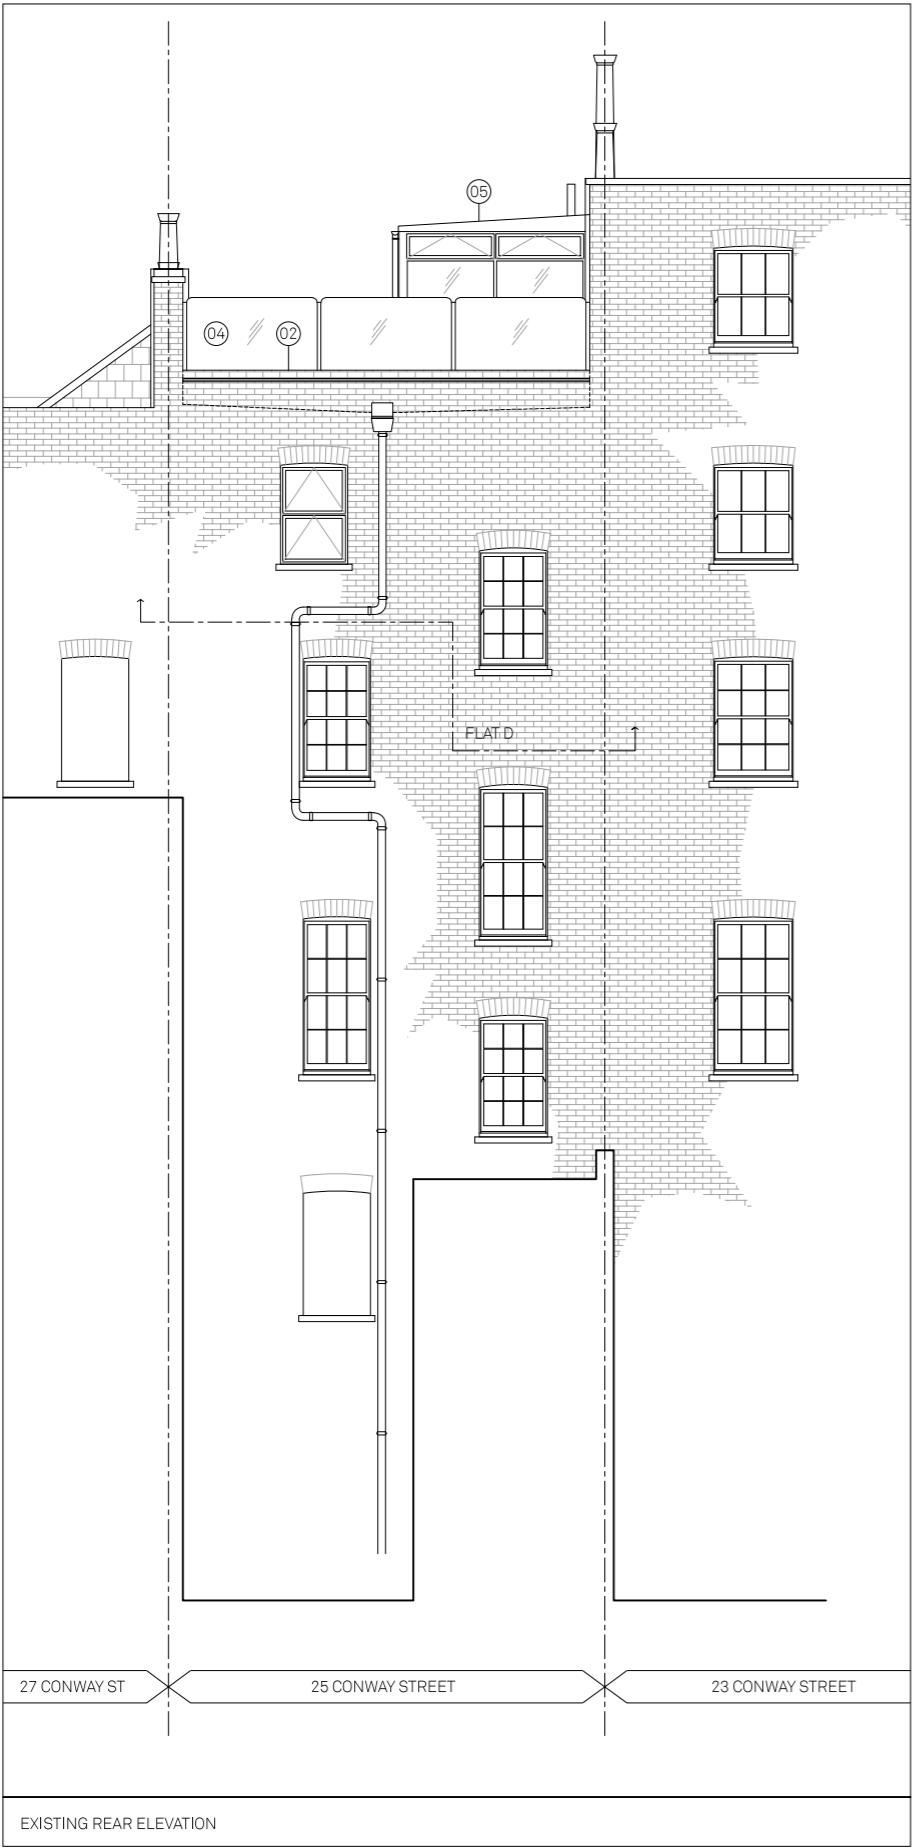 05
04
02
FLAT D
27 CONWAY ST
25 CONWAY STREET
23 CONWAY STREET
EXISTING REAR ELEVATION